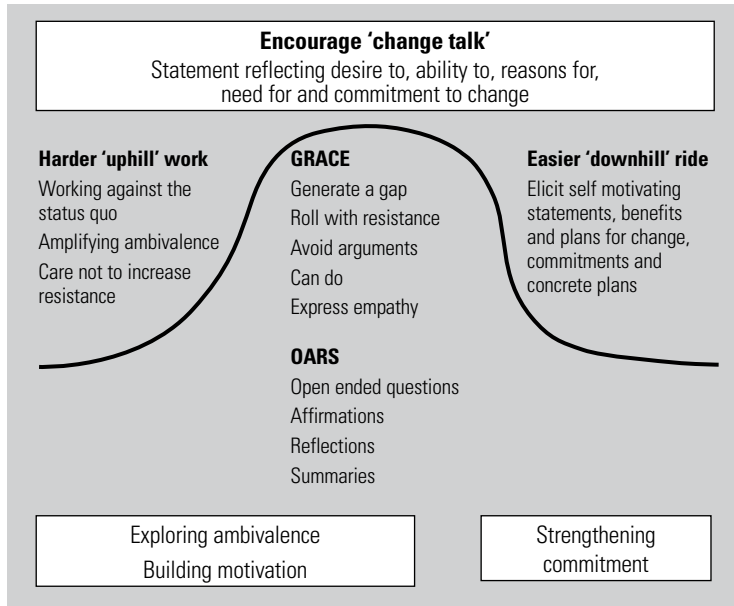 Encourage ‘change talk’
Statement reflecting desire to, ability to, reasons for,
need for and commitment to change
Harder ‘uphill’ work
Working against the
status quo
Amplifying ambivalence
Care not to increase
resistance
GRACE
Generate a gap
Roll with resistance
Avoid arguments
Can do
Express empathy
OARS
Open ended questions
Affirmations
Reflections
Summaries
Easier ‘downhill’ ride
Elicit self motivating
statements, benefits
and plans for change,
commitments and
concrete plans
Exploring ambivalence
Building motivation
Strengthening
commitment